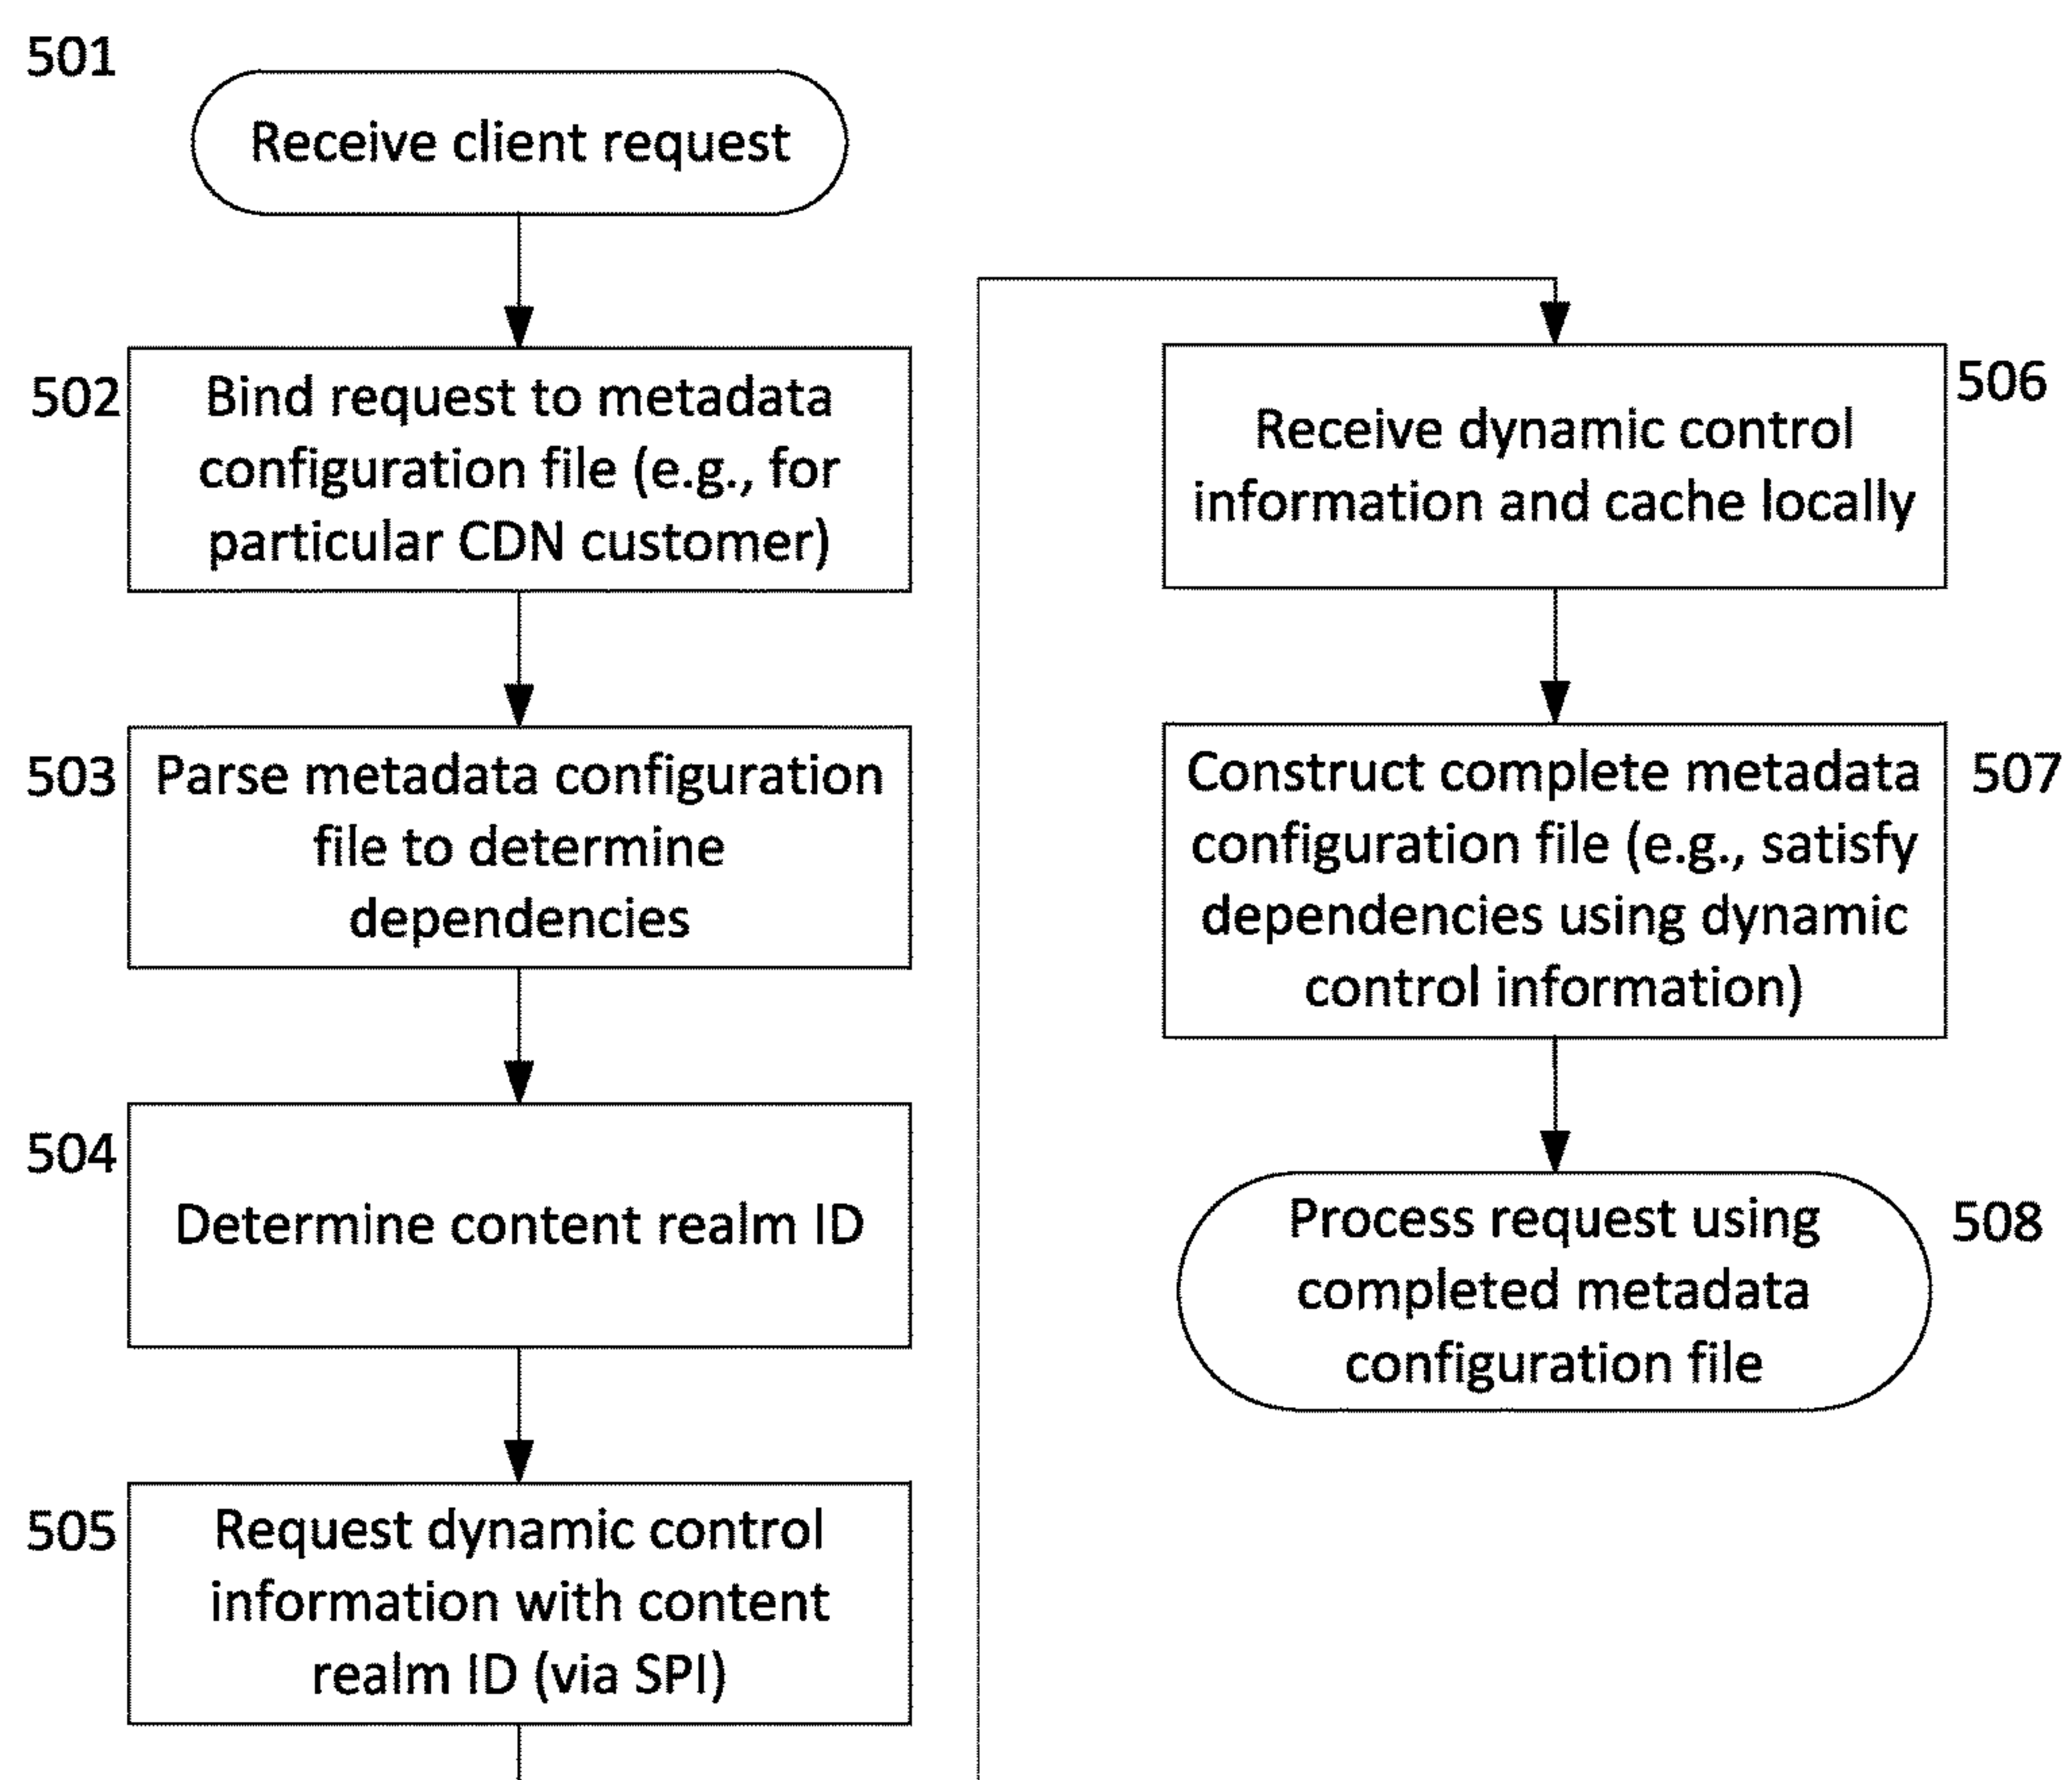 501
Receive client request
502
Bind request to metadata
configuration file (e.g., for
particular CDN customer)
503
Parse metadata configuration
file to determine
dependencies
504
Determine content realm ID
505
Request dynamic control
information with content
realm ID (via SPI)
506
Receive dynamic control
information and cache locally
507
Construct complete metadata
configuration file (e.g., satisfy
dependencies using dynamic
control information)
508
Process request using
completed metadata
configuration file